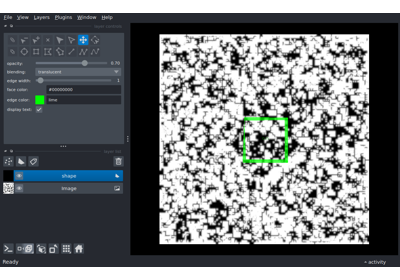 File View Layers Plugins Window Help
opacity: 0.70
blending: translucent
edge width: 1
face color: #00000000
edge color: lime
display text: ✓
shape
Image
Ready
activity